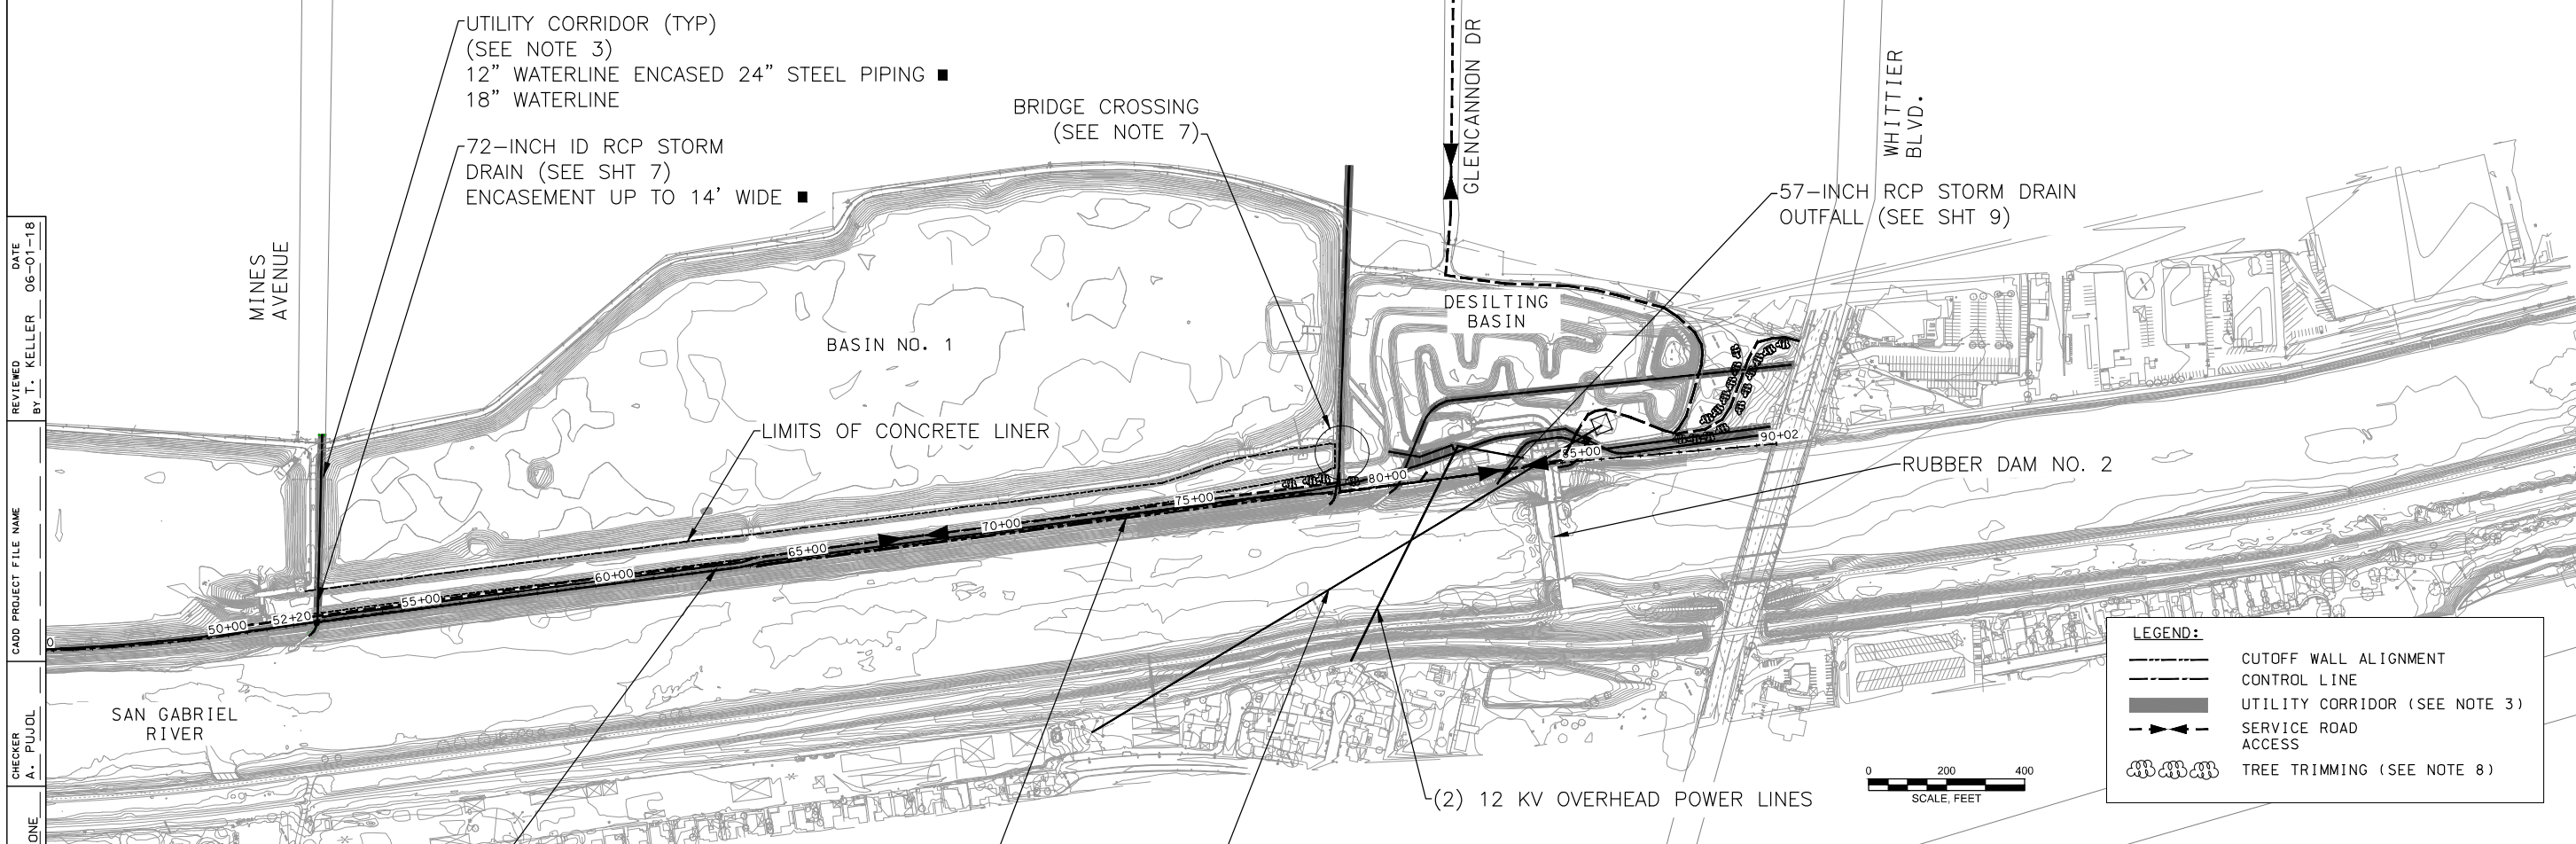 UTILITY CORRIDOR (TYP)
(SEE NOTE 3)
12" WATERLINE ENCASED 24" STEEL PIPING ■
18" WATERLINE
72-INCH ID RCP STORM
DRAIN (SEE SHT 7)
ENCASEMENT UP TO 14' WIDE ■
BRIDGE CROSSING
(SEE NOTE 7)
GLENCANNON DR
WHITTIER
BLVD.
57-INCH RCP STORM DRAIN
OUTFALL (SEE SHT 9)
MINES
AVENUE
BASIN NO. 1
DESILTING
BASIN
LIMITS OF CONCRETE LINER
RUBBER DAM NO. 2
90+02
85+00
80+00
75+00
70+00
65+00
60+00
55+00
52+20
50+00
0
SAN GABRIEL
RIVER
(2) 12 KV OVERHEAD POWER LINES
0 200 400
SCALE, FEET
LEGEND:
CUTOFF WALL ALIGNMENT
CONTROL LINE
UTILITY CORRIDOR (SEE NOTE 3)
SERVICE ROAD
ACCESS
TREE TRIMMING (SEE NOTE 8)
REVIEWED DATE
BY T. KELLER 06-01-18
CADD PROJECT FILE NAME
CHECKER
A. PUJOL
ONE